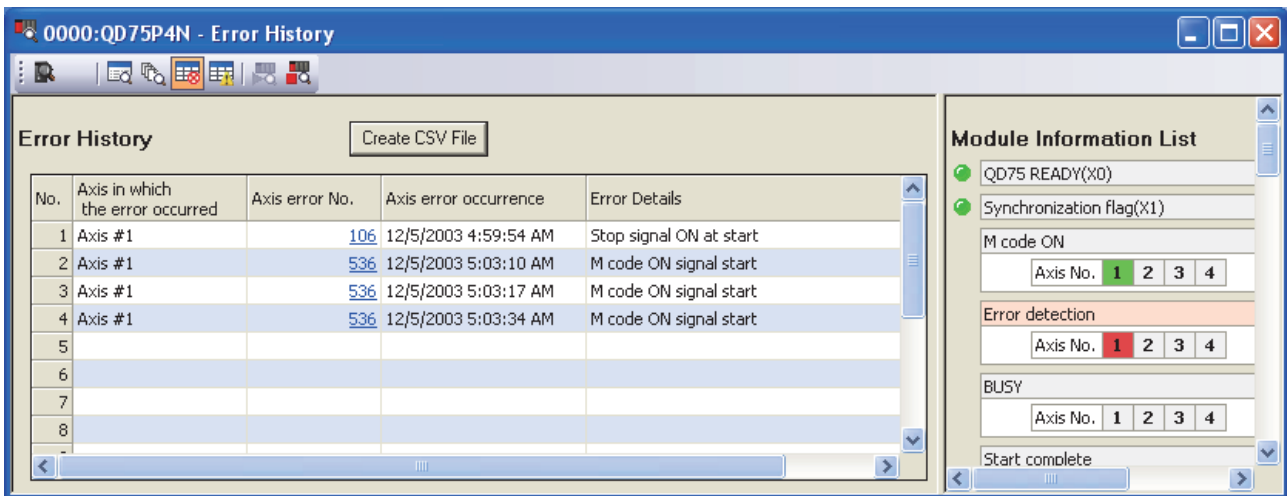 0000:QD75P4N - Error History
Error History
Create CSV File
No. Axis in which the error occurred Axis error No. Axis error occurrence Error Details
1 Axis #1 106 12/5/2003 4:59:54 AM Stop signal ON at start
2 Axis #1 536 12/5/2003 5:03:10 AM M code ON signal start
3 Axis #1 536 12/5/2003 5:03:17 AM M code ON signal start
4 Axis #1 536 12/5/2003 5:03:34 AM M code ON signal start
5
6
7
8
Module Information List
QD75 READY(X0)
Synchronization flag(X1)
M code ON
Axis No. 1 2 3 4
Error detection
Axis No. 1 2 3 4
BUSY
Axis No. 1 2 3 4
Start complete